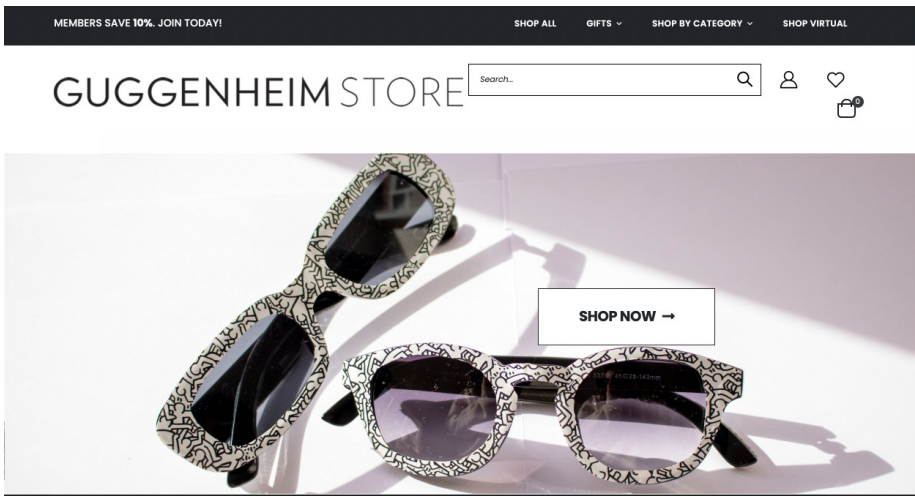 MEMBERS SAVE 10%. JOIN TODAY!
SHOP ALL GIFTS SHOP BY CATEGORY SHOP VIRTUAL
GUGGENHEIM STORE
Search...
0
SHOP NOW →